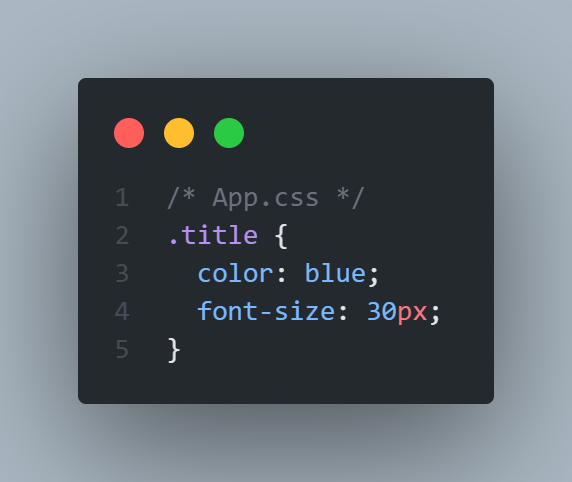 1 /* App.css */
2 .title {
3   color: blue;
4   font-size: 30px;
5 }